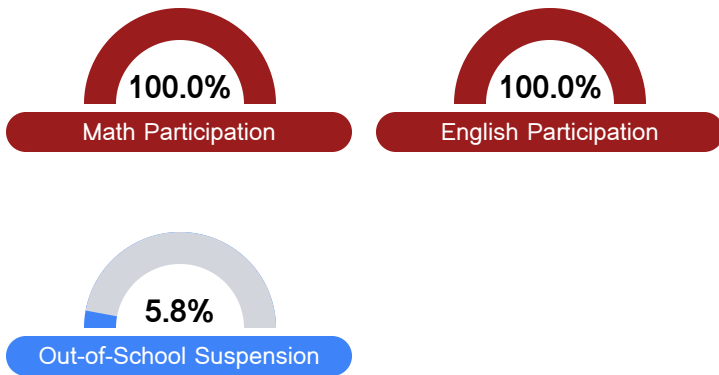 100.0%
100.0%
Math Participation
English Participation
5.8%
Out-of-School Suspension